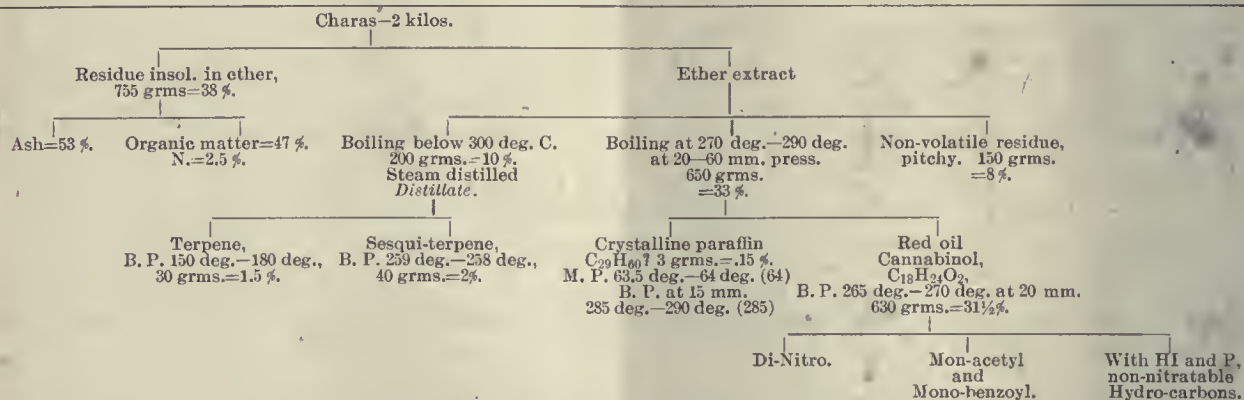 Charas—2 kilos.
Residue insol. in ether,
755 grms=38 %.
Ether extract
Ash=53 %.
Organic matter=47 %.
N.=2.5 %.
Boiling below 300 deg. C.
200 grms.=10 %.
Steam distilled
Distillate.
Boiling at 270 deg.—290 deg.
at 20—60 mm. press.
650 grms.
=33 %.
Non-volatile residue,
pitchy. 150 grms.
=8 %.
Terpene,
B. P. 150 deg.—180 deg.,
30 grms.=1.5 %.
Sesqui-terpene,
B. P. 259 deg.—258 deg.,
40 grms.=2%.
Crystalline paraffin
C29H60? 3 grms.=.15 %.
M. P. 63.5 deg.—64 deg. (64)
B. P. at 15 mm.
285 deg.—290 deg. (285)
Red oil
Cannabinol,
C18H24O2,
B. P. 265 deg.—270 deg. at 20 mm.
630 grms.=31½%.
Di-Nitro.
Mon-acetyl
and
Mono-benzoyl.
With HI and P,
non-nitratable
Hydro-carbons.